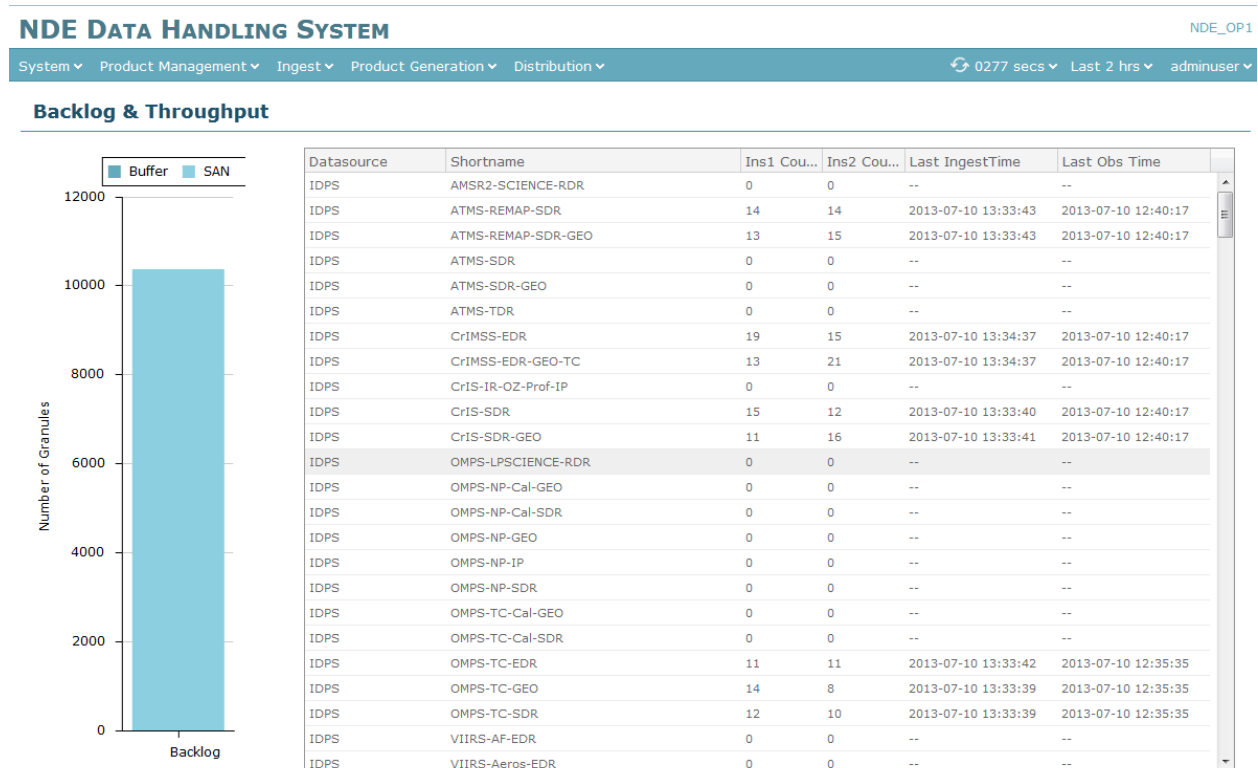 NDE DATA HANDLING SYSTEM
NDE_OP1
System Product Management Ingest Product Generation Distribution 0277 secs Last 2 hrs adminuser
Backlog & Throughput
Buffer SAN
12000
10000
8000
6000
4000
2000
0
Number of Granules
Backlog
Datasource Shortname Ins1 Cou... Ins2 Cou... Last IngestTime Last Obs Time
IDPS AMSR2-SCIENCE-RDR 0 0 -- --
IDPS ATMS-REMAP-SDR 14 14 2013-07-10 13:33:43 2013-07-10 12:40:17
IDPS ATMS-REMAP-SDR-GEO 13 15 2013-07-10 13:33:43 2013-07-10 12:40:17
IDPS ATMS-SDR 0 0 -- --
IDPS ATMS-SDR-GEO 0 0 -- --
IDPS ATMS-TDR 0 0 -- --
IDPS CrIMSS-EDR 19 15 2013-07-10 13:34:37 2013-07-10 12:40:17
IDPS CrIMSS-EDR-GEO-TC 13 21 2013-07-10 13:34:37 2013-07-10 12:40:17
IDPS CrIS-IR-OZ-Prof-IP 0 0 -- --
IDPS CrIS-SDR 15 12 2013-07-10 13:33:40 2013-07-10 12:40:17
IDPS CrIS-SDR-GEO 11 16 2013-07-10 13:33:41 2013-07-10 12:40:17
IDPS OMPS-LPSCIENCE-RDR 0 0 -- --
IDPS OMPS-NP-Cal-GEO 0 0 -- --
IDPS OMPS-NP-Cal-SDR 0 0 -- --
IDPS OMPS-NP-GEO 0 0 -- --
IDPS OMPS-NP-IP 0 0 -- --
IDPS OMPS-NP-SDR 0 0 -- --
IDPS OMPS-TC-Cal-GEO 0 0 -- --
IDPS OMPS-TC-Cal-SDR 0 0 -- --
IDPS OMPS-TC-EDR 11 11 2013-07-10 13:33:42 2013-07-10 12:35:35
IDPS OMPS-TC-GEO 14 8 2013-07-10 13:33:39 2013-07-10 12:35:35
IDPS OMPS-TC-SDR 12 10 2013-07-10 13:33:39 2013-07-10 12:35:35
IDPS VIIRS-AF-EDR 0 0 -- --
IDPS VIIRS-Aeros-EDR 0 0 -- --